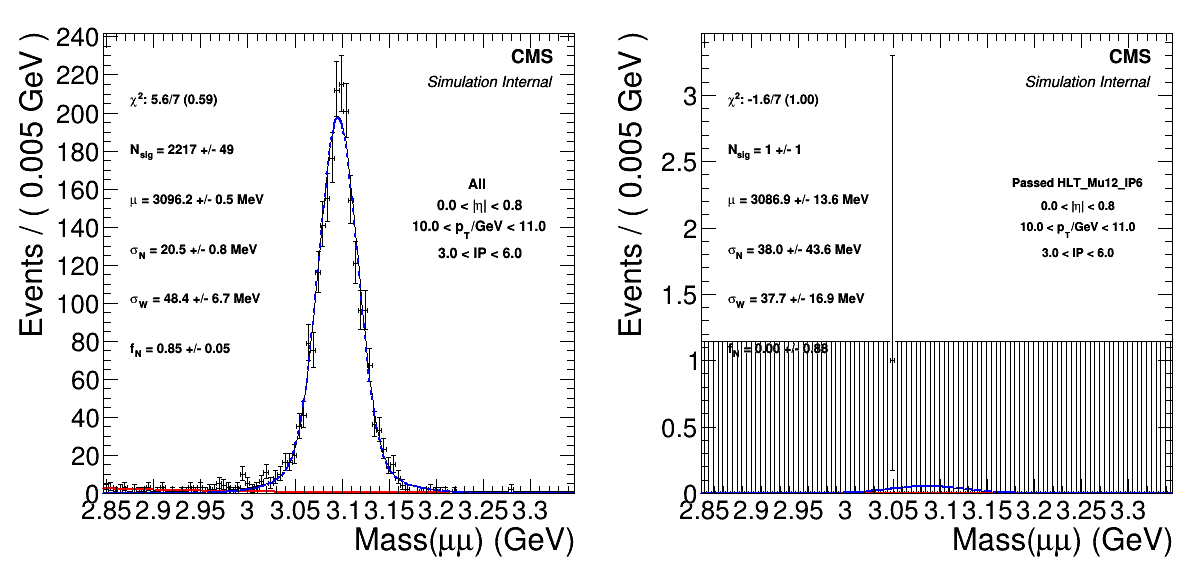 CMS
Simulation Internal
χ²: 5.6/7 (0.59)
N_sig = 2217 +/- 49
μ = 3096.2 +/- 0.5 MeV
σ_N = 20.5 +/- 0.8 MeV
σ_W = 48.4 +/- 6.7 MeV
f_N = 0.85 +/- 0.05
All
0.0 < |η| < 0.8
10.0 < p_T/GeV < 11.0
3.0 < IP < 6.0
Events / ( 0.005 GeV )
240
220
200
180
160
140
120
100
80
60
40
20
0
2.85 2.9 2.95 3 3.05 3.1 3.15 3.2 3.25 3.3
Mass(μμ) (GeV)
CMS
Simulation Internal
χ²: -1.6/7 (1.00)
N_sig = 1 +/- 1
μ = 3086.9 +/- 13.6 MeV
σ_N = 38.0 +/- 43.6 MeV
σ_W = 37.7 +/- 16.9 MeV
f_N = 0.00 +/- 0.88
Passed HLT_Mu12_IP6
0.0 < |η| < 0.8
10.0 < p_T/GeV < 11.0
3.0 < IP < 6.0
Events / ( 0.005 GeV )
3
2.5
2
1.5
1
0.5
0
2.85 2.9 2.95 3 3.05 3.1 3.15 3.2 3.25 3.3
Mass(μμ) (GeV)